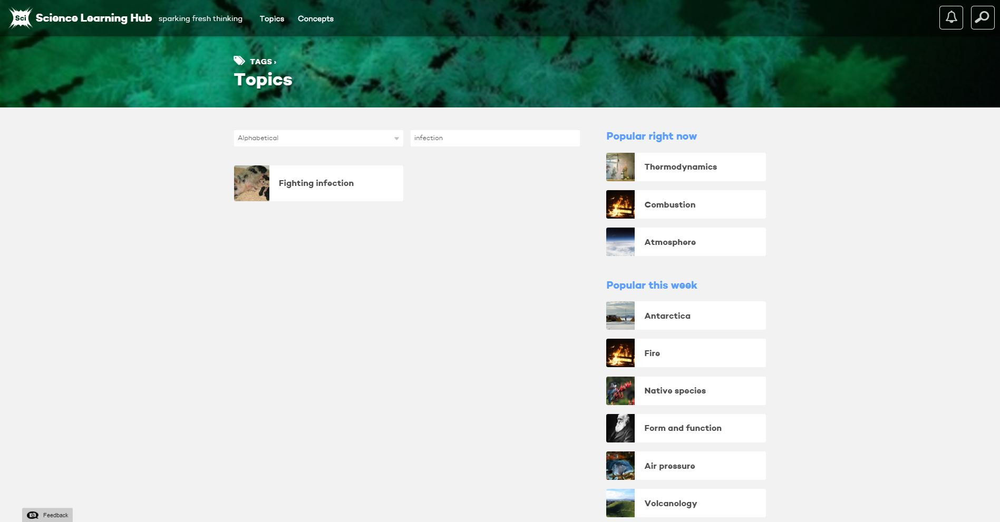 Sci Science Learning Hub sparking fresh thinking Topics Concepts
TAGS ›
Topics
Alphabetical
infection
Fighting infection
Popular right now
Thermodynamics
Combustion
Atmosphere
Popular this week
Antarctica
Fire
Native species
Form and function
Air pressure
Volcanology
Feedback